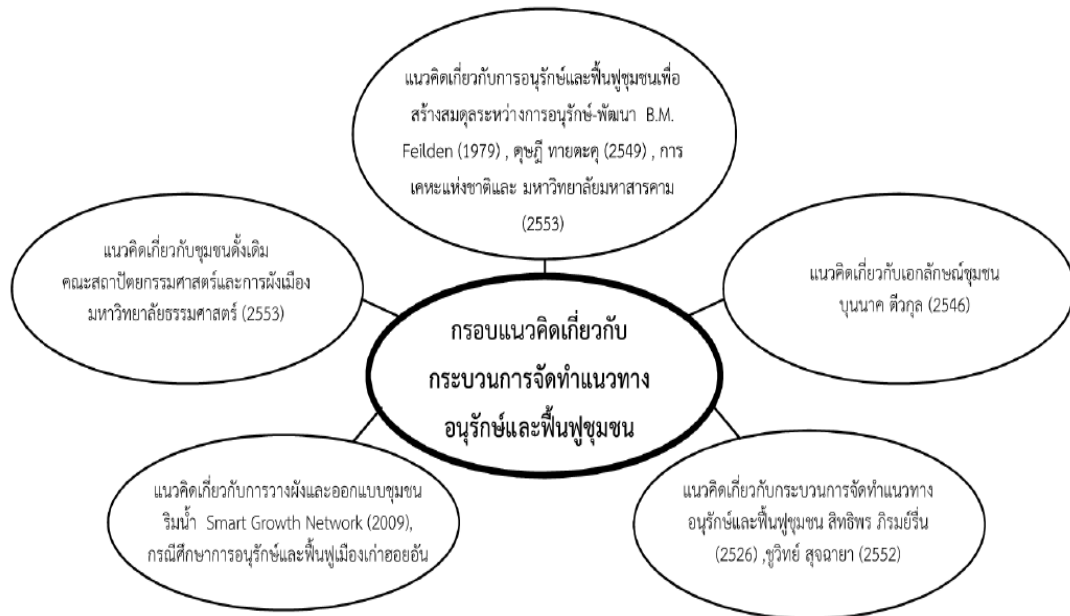 แนวคิดเกี่ยวกับการอนุรักษ์และฟื้นฟูชุมชนเพื่อ
สร้างสมดุลระหว่างการอนุรักษ์-พัฒนา B.M.
Feilden (1979) , ดุษฎี ทายตะคุ (2549) , การ
เคหะแห่งชาติและ มหาวิทยาลัยมหาสารคาม
(2553)
แนวคิดเกี่ยวกับชุมชนดั้งเดิม
คณะสถาปัตยกรรมศาสตร์และการผังเมือง
มหาวิทยาลัยธรรมศาสตร์ (2553)
แนวคิดเกี่ยวกับเอกลักษณ์ชุมชน
บุนนาค ตีวกุล (2546)
กรอบแนวคิดเกี่ยวกับ
กระบวนการจัดทำแนวทาง
อนุรักษ์และฟื้นฟูชุมชน
แนวคิดเกี่ยวกับการวางผังและออกแบบชุมชน
ริมน้ำ Smart Growth Network (2009),
กรณีศึกษาการอนุรักษ์และฟื้นฟูเมืองเก่าฮอยอัน
แนวคิดเกี่ยวกับกระบวนการจัดทำแนวทาง
อนุรักษ์และฟื้นฟูชุมชน สิทธิพร ภิรมย์รื่น
(2526) ,ชูวิทย์ สุจฉายา (2552)